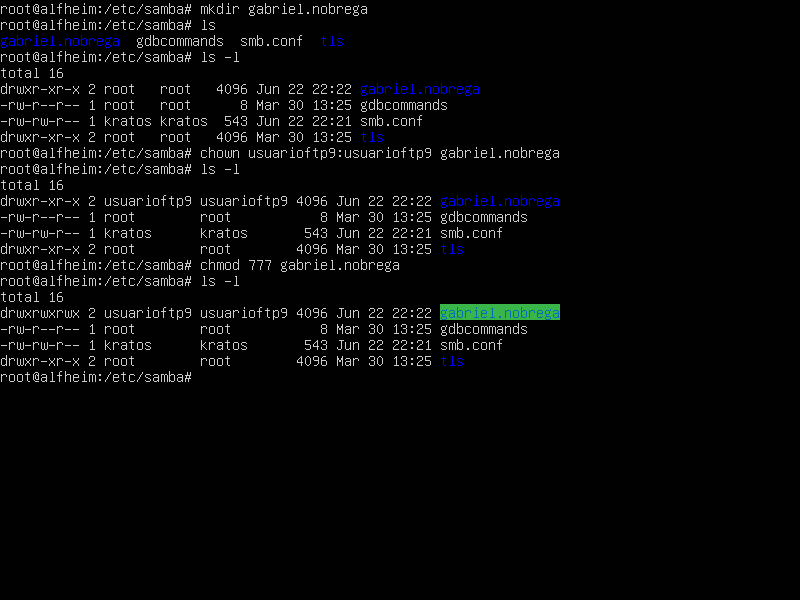 root@alfheim:/etc/samba# mkdir gabriel.nobrega
root@alfheim:/etc/samba# ls
gabriel.nobrega  gdbcommands  smb.conf  tls
root@alfheim:/etc/samba# ls -l
total 16
drwxr-xr-x 2 root   root   4096 Jun 22 22:22 gabriel.nobrega
-rw-r--r-- 1 root   root      8 Mar 30 13:25 gdbcommands
-rw-rw-r-- 1 kratos kratos  543 Jun 22 22:21 smb.conf
drwxr-xr-x 2 root   root   4096 Mar 30 13:25 tls
root@alfheim:/etc/samba# chown usuarioftp9:usuarioftp9 gabriel.nobrega
root@alfheim:/etc/samba# ls -l
total 16
drwxr-xr-x 2 usuarioftp9 usuarioftp9 4096 Jun 22 22:22 gabriel.nobrega
-rw-r--r-- 1 root        root           8 Mar 30 13:25 gdbcommands
-rw-rw-r-- 1 kratos      kratos       543 Jun 22 22:21 smb.conf
drwxr-xr-x 2 root        root        4096 Mar 30 13:25 tls
root@alfheim:/etc/samba# chmod 777 gabriel.nobrega
root@alfheim:/etc/samba# ls -l
total 16
drwxrwxrwx 2 usuarioftp9 usuarioftp9 4096 Jun 22 22:22 gabriel.nobrega
-rw-r--r-- 1 root        root           8 Mar 30 13:25 gdbcommands
-rw-rw-r-- 1 kratos      kratos       543 Jun 22 22:21 smb.conf
drwxr-xr-x 2 root        root        4096 Mar 30 13:25 tls
root@alfheim:/etc/samba#